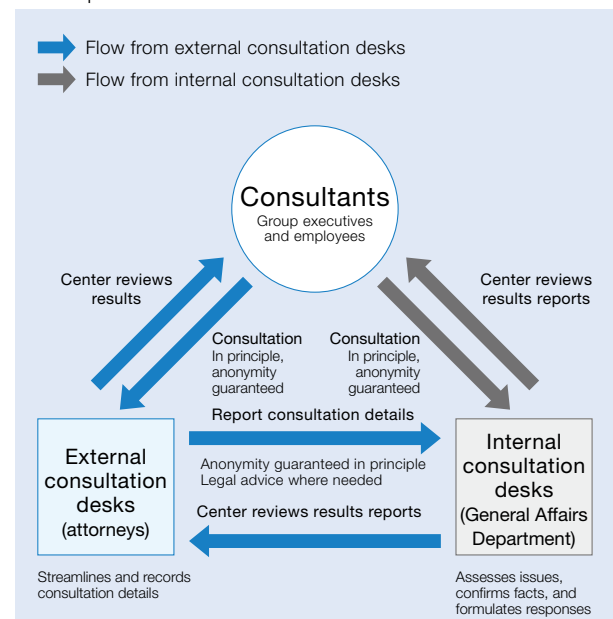 Flow from external consultation desks
Flow from internal consultation desks
Consultants
Group executives
and employees
Center reviews
results
Center reviews
results reports
Consultation
In principle,
anonymity
guaranteed
Consultation
In principle,
anonymity
guaranteed
Report consultation details
External
consultation
desks
(attorneys)
Anonymity guaranteed in principle
Legal advice where needed
Internal
consultation
desks
(General Affairs
Department)
Center reviews results reports
Streamlines and records
consultation details
Assesses issues,
confirms facts, and
formulates responses